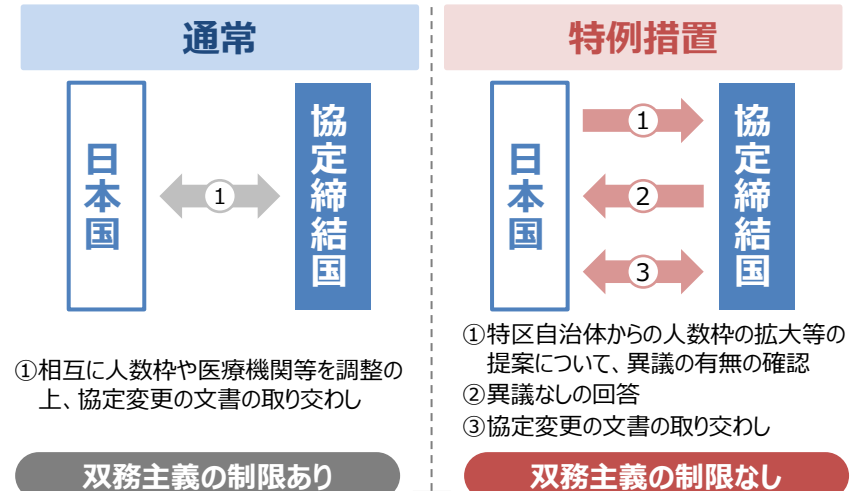 通常
日本国
①
協定締結国
①相互に人数枠や医療機関等を調整の
上、協定変更の文書の取り交わし
双務主義の制限あり
特例措置
日本国
①
②
③
協定締結国
①特区自治体からの人数枠の拡大等の
提案について、異議の有無の確認
②異議なしの回答
③協定変更の文書の取り交わし
双務主義の制限なし